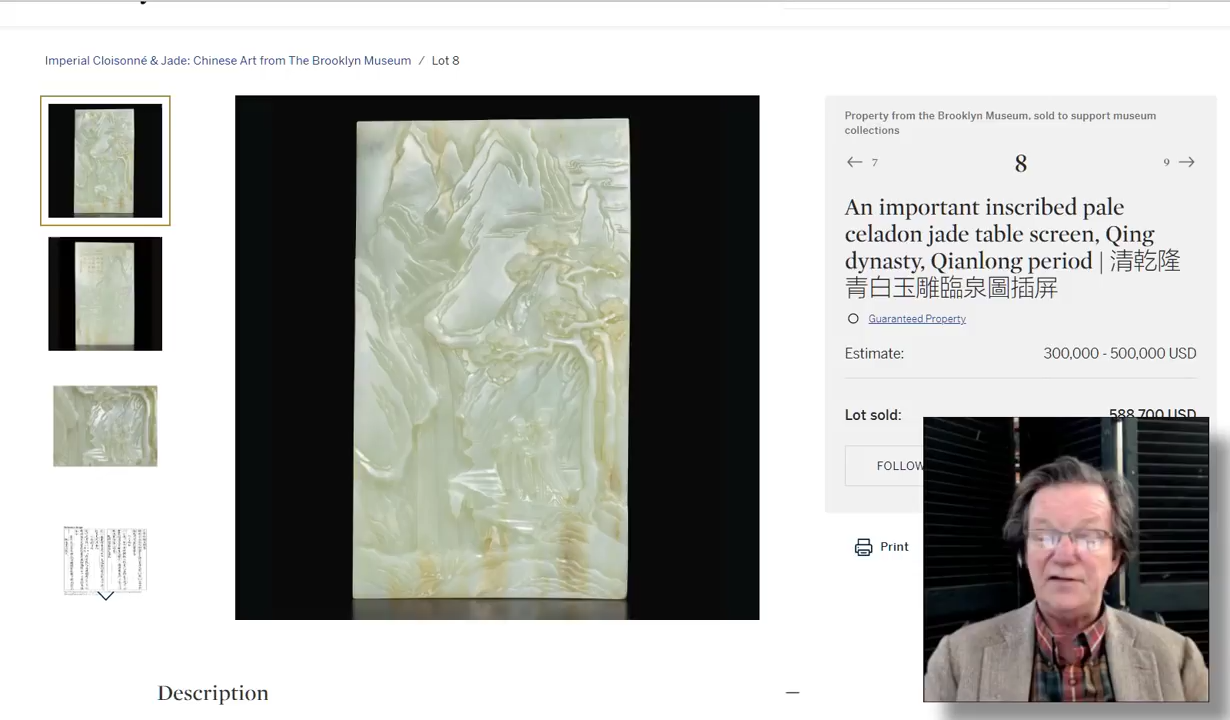 Imperial Cloisonné & Jade: Chinese Art from The Brooklyn Museum / Lot 8
Property from the Brooklyn Museum, sold to support museum
collections
7
8
9
An important inscribed pale
celadon jade table screen, Qing
dynasty, Qianlong period | 清乾隆
青白玉雕臨泉圖插屏
Guaranteed Property
Estimate: 300,000 - 500,000 USD
Lot sold: 588,700 USD
FOLLOW
Print
Description